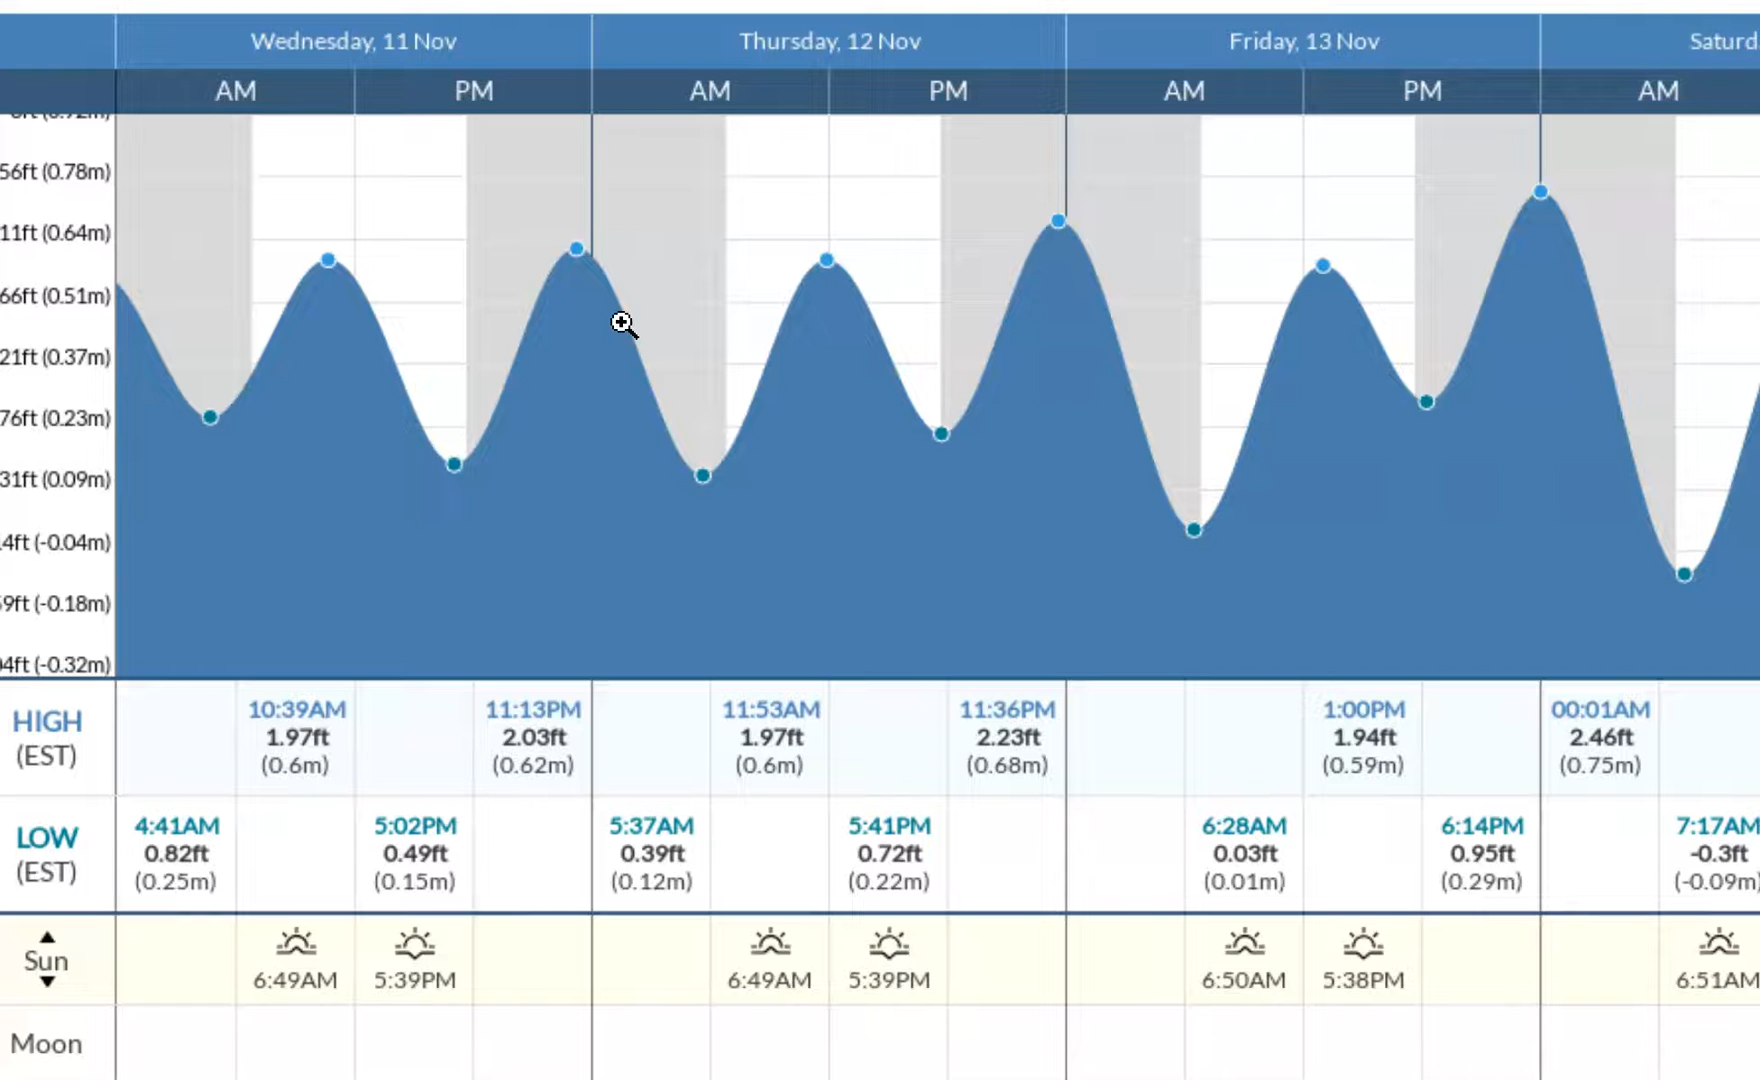 Wednesday, 11 Nov Thursday, 12 Nov Friday, 13 Nov Saturd
AM PM AM PM AM PM AM
56ft (0.78m)
11ft (0.64m)
66ft (0.51m)
21ft (0.37m)
76ft (0.23m)
31ft (0.09m)
4ft (-0.04m)
9ft (-0.18m)
4ft (-0.32m)
HIGH
(EST)
10:39AM 11:13PM 11:53AM 11:36PM 1:00PM 00:01AM
1.97ft 2.03ft 1.97ft 2.23ft 1.94ft 2.46ft
(0.6m) (0.62m) (0.6m) (0.68m) (0.59m) (0.75m)
LOW
(EST)
4:41AM 5:02PM 5:37AM 5:41PM 6:28AM 6:14PM 7:17AM
0.82ft 0.49ft 0.39ft 0.72ft 0.03ft 0.95ft -0.3ft
(0.25m) (0.15m) (0.12m) (0.22m) (0.01m) (0.29m) (-0.09m)
Sun
6:49AM 5:39PM 6:49AM 5:39PM 6:50AM 5:38PM 6:51AM
Moon